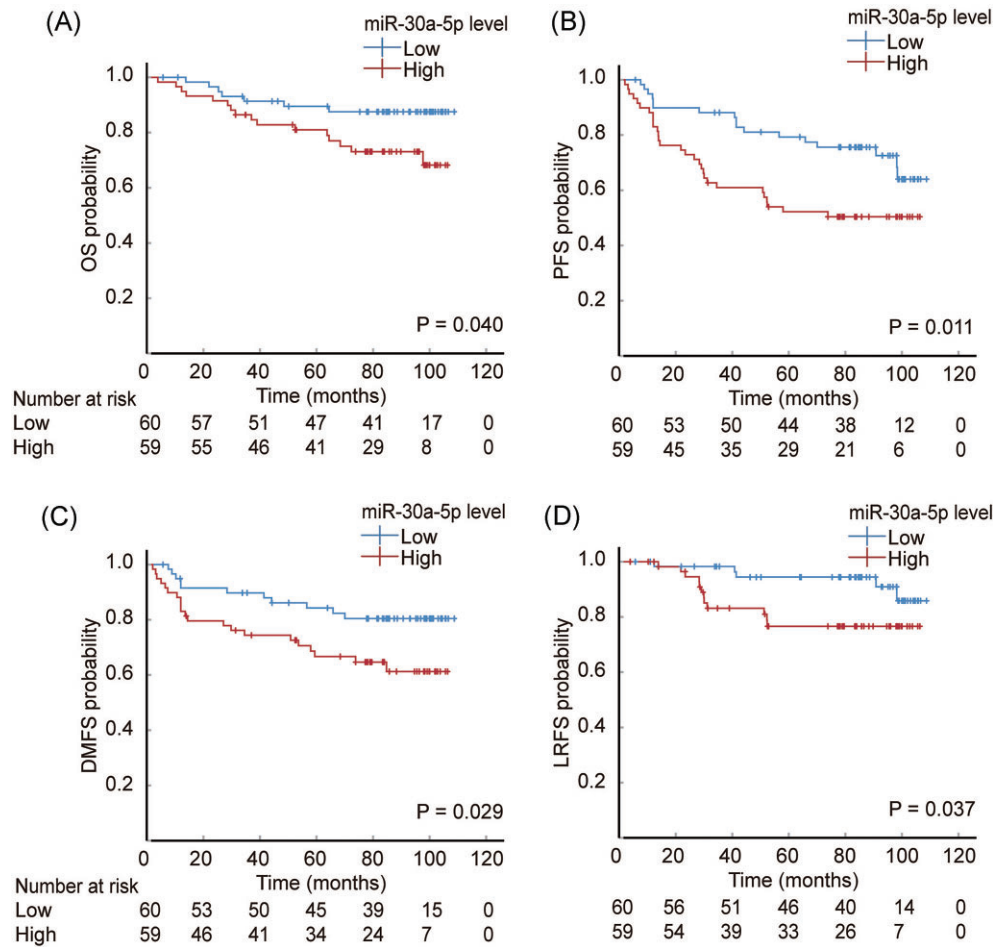 (A)
miR-30a-5p level
Low
High
1.0
0.8
0.6
0.4
0.2
OS probability
P = 0.040
0 20 40 60 80 100 120
Time (months)
Number at risk
Low 60 57 51 47 41 17 0
High 59 55 46 41 29 8 0
(B)
miR-30a-5p level
Low
High
1.0
0.8
0.6
0.4
0.2
PFS probability
P = 0.011
0 20 40 60 80 100 120
Time (months)
60 53 50 44 38 12 0
59 45 35 29 21 6 0
(C)
miR-30a-5p level
Low
High
1.0
0.8
0.6
0.4
0.2
DMFS probability
P = 0.029
0 20 40 60 80 100 120
Time (months)
Number at risk
Low 60 53 50 45 39 15 0
High 59 46 41 34 24 7 0
(D)
miR-30a-5p level
Low
High
1.0
0.8
0.6
0.4
0.2
LRFS probability
P = 0.037
0 20 40 60 80 100 120
Time (months)
60 56 51 46 40 14 0
59 54 39 33 26 7 0